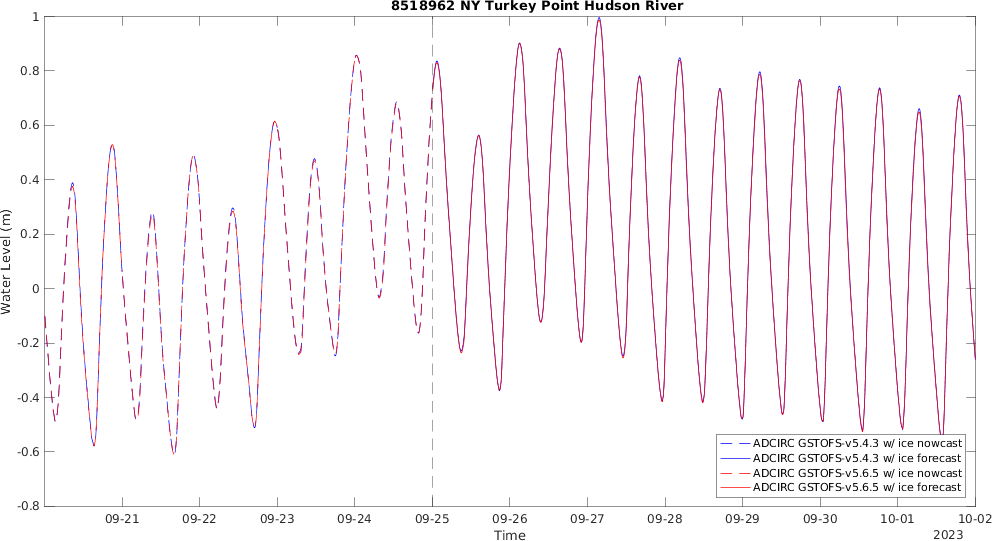 8518962 NY Turkey Point Hudson River
1
0.8
0.6
0.4
0.2
0
-0.2
-0.4
-0.6
-0.8
Water Level (m)
ADCIRC GSTOFS-v5.4.3 w/ ice nowcast
ADCIRC GSTOFS-v5.4.3 w/ ice forecast
ADCIRC GSTOFS-v5.6.5 w/ ice nowcast
ADCIRC GSTOFS-v5.6.5 w/ ice forecast
09-21 09-22 09-23 09-24 09-25 09-26 09-27 09-28 09-29 09-30 10-01 10-02
Time
2023